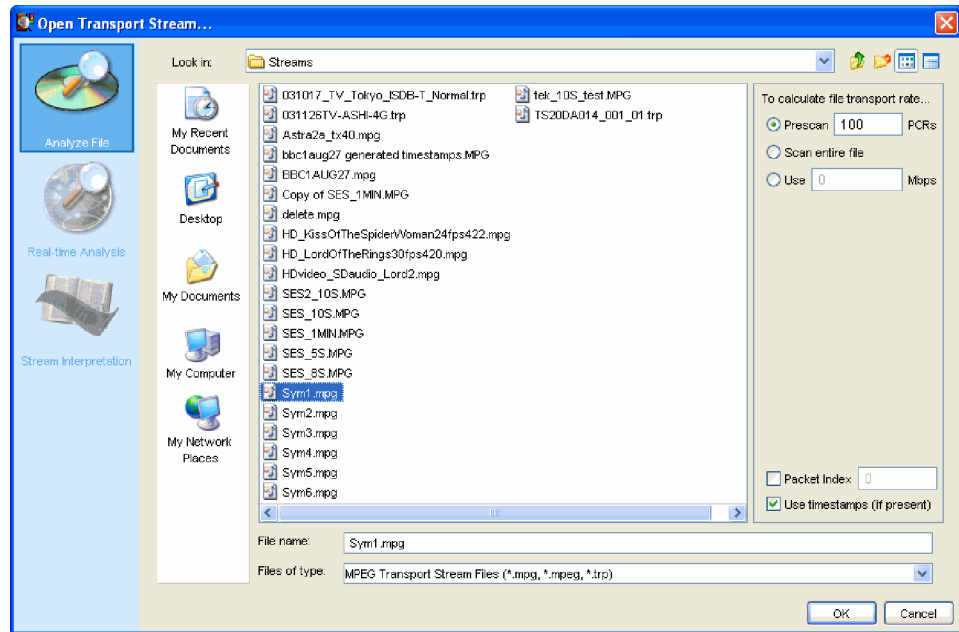 Open Transport Stream...
Analyze File
Real-time Analysis
Stream Interpretation
Look in: Streams
My Recent
Documents
Desktop
My Documents
My Computer
My Network
Places
031017_TV_Tokyo_ISDB-T_Normal.trp
031126TV-ASHI-4G.trp
Astra2a_tx40.mpg
bbc1aug27 generated timestamps.MPG
BBC1AUG27.mpg
Copy of SES_1MIN.MPG
delete.mpg
HD_KissOfTheSpiderWoman24fps422.mpg
HD_LordOfTheRings30fps420.mpg
HDvideo_SDaudio_Lord2.mpg
SES2_10S.MPG
SES_10S.MPG
SES_1MIN.MPG
SES_5S.MPG
SES_8S.MPG
Sym1.mpg
Sym2.mpg
Sym3.mpg
Sym4.mpg
Sym5.mpg
Sym6.mpg
tek_10S_test.MPG
TS20DA014_001_01.trp
To calculate file transport rate...
Prescan 100 PCRs
Scan entire file
Use 0 Mbps
Packet Index 0
Use timestamps (if present)
File name: Sym1.mpg
Files of type: MPEG Transport Stream Files (*.mpg, *.mpeg, *.trp)
OK Cancel